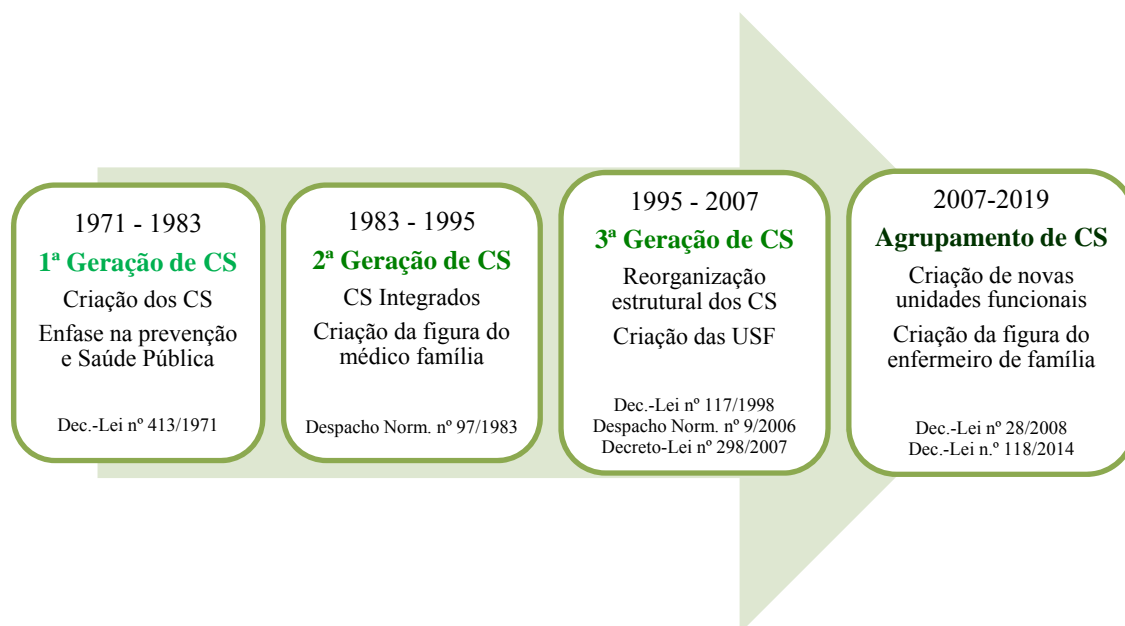 1971 - 1983
1ª Geração de CS
Criação dos CS
Enfase na prevenção
e Saúde Pública
Dec.-Lei nº 413/1971
1983 - 1995
2ª Geração de CS
CS Integrados
Criação da figura do
médico família
Despacho Norm. nº 97/1983
1995 - 2007
3ª Geração de CS
Reorganização
estrutural dos CS
Criação das USF
Dec.-Lei nº 117/1998
Despacho Norm. nº 9/2006
Decreto-Lei nº 298/2007
2007-2019
Agrupamento de CS
Criação de novas
unidades funcionais
Criação da figura do
enfermeiro de família
Dec.-Lei nº 28/2008
Dec.-Lei n.º 118/2014